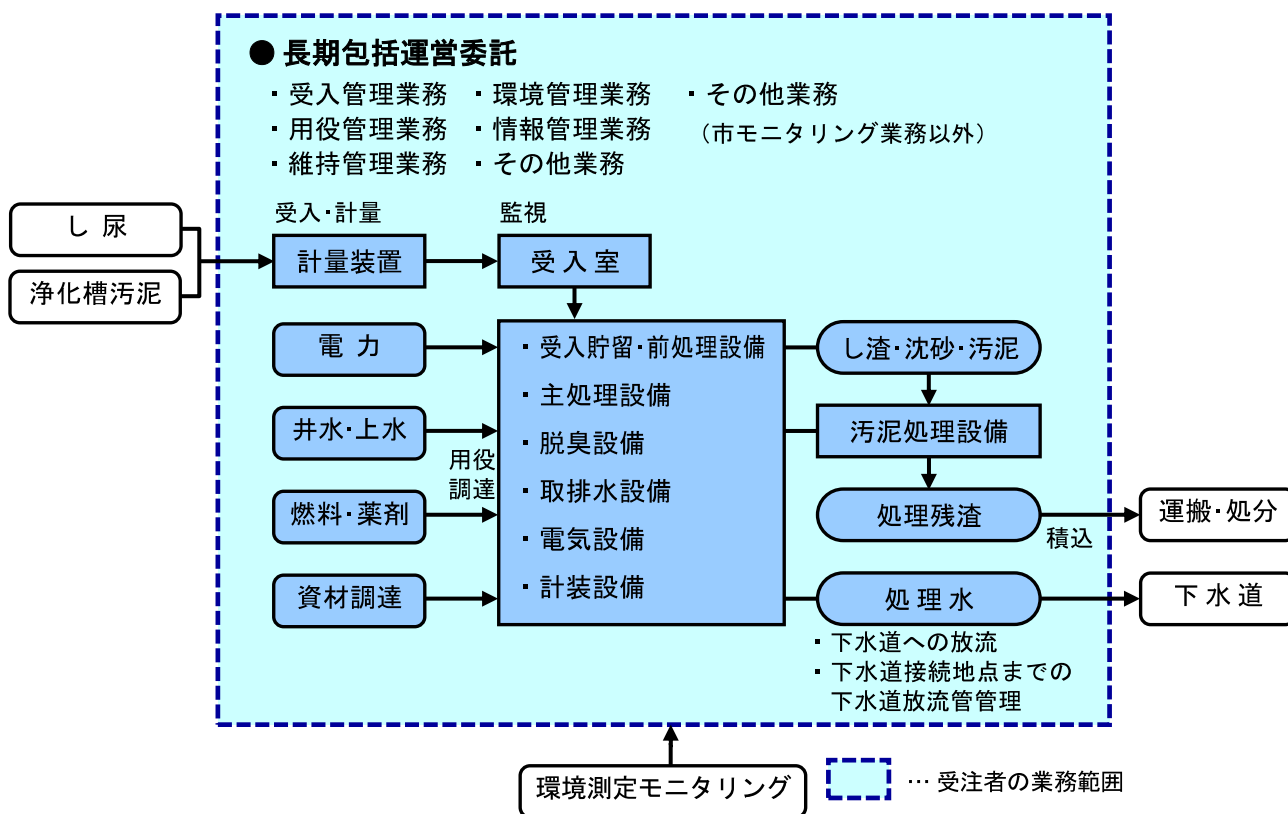 ● 長期包括運営委託
・受入管理業務 ・環境管理業務 ・その他業務
・用役管理業務 ・情報管理業務 （市モニタリング業務以外）
・維持管理業務 ・その他業務
し 尿
浄化槽汚泥
受入・計量
計量装置
監視
受 入 室
電 力
井水・上水
燃料・薬剤
資材調達
用役
調達
・受入貯留・前処理設備
・主処理設備
・脱臭設備
・取排水設備
・電気設備
・計装設備
し渣・沈砂・汚泥
汚泥処理設備
処理残渣
積込
運搬・処分
処 理 水
下 水 道
・下水道への放流
・下水道接続地点までの
下水道放流管管理
環境測定モニタリング
… 受注者の業務範囲